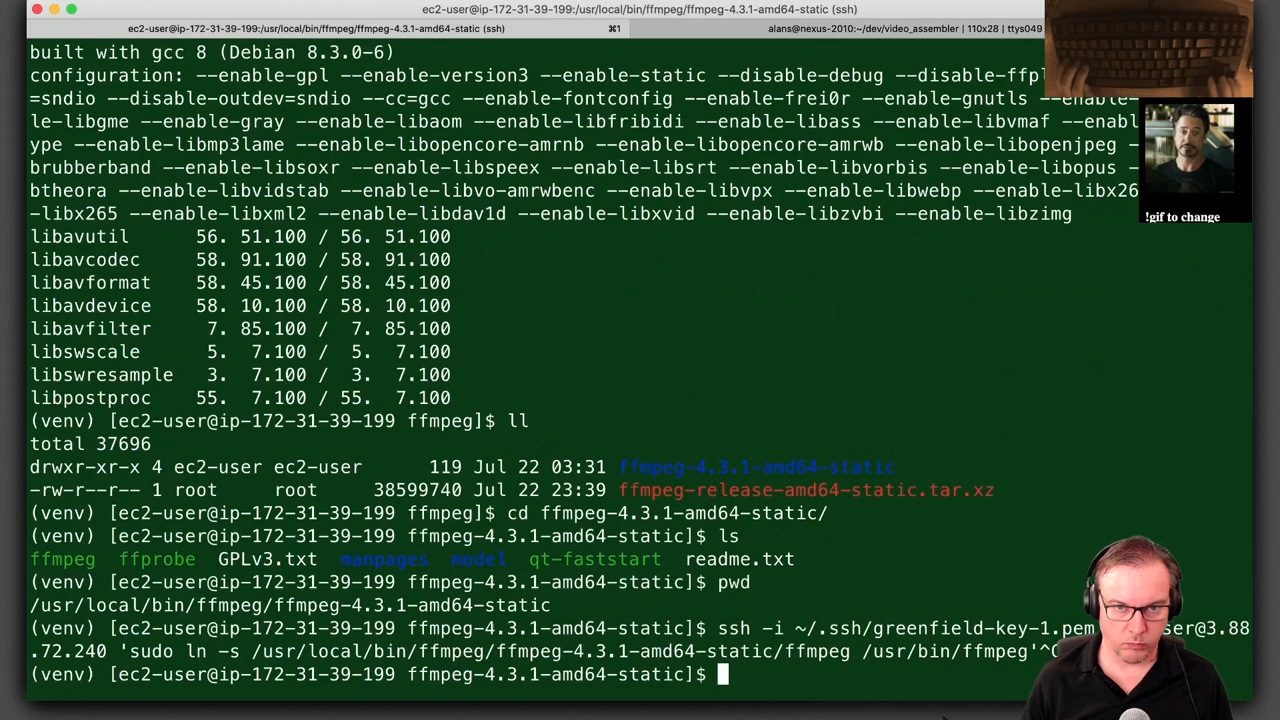 ec2-user@ip-172-31-39-199:/usr/local/bin/ffmpeg/ffmpeg-4.3.1-amd64-static (ssh)
ec2-user@ip-172-31-39-199:/usr/local/bin/ffmpeg/ffmpeg-4.3.1-amd64-static (ssh) ⌘1 alans@nexus-2010:~/dev/video_assembler | 110x28 | ttys049
built with gcc 8 (Debian 8.3.0-6)
configuration: --enable-gpl --enable-version3 --enable-static --disable-debug
=sndio --disable-outdev=sndio --cc=gcc --enable-fontconfig --enable-frei0r --enable-gnutls
le-libgme --enable-gray --enable-libaom --enable-libfribidi --enable-libass --enable-libvmaf
ype --enable-libmp3lame --enable-libopencore-amrnb --enable-libopencore-amrwb --enable-libopenjpeg
brubberband --enable-libsoxr --enable-libspeex --enable-libsrt --enable-libvorbis --enable-libopus
btheora --enable-libvidstab --enable-libvo-amrwbenc --enable-libvpx --enable-libwebp
-libx265 --enable-libxml2 --enable-libdav1d --enable-libxvid --enable-libzvbi --enable-libzimg
!gif to change
libavutil 56. 51.100 / 56. 51.100
libavcodec 58. 91.100 / 58. 91.100
libavformat 58. 45.100 / 58. 45.100
libavdevice 58. 10.100 / 58. 10.100
libavfilter 7. 85.100 / 7. 85.100
libswscale 5. 7.100 / 5. 7.100
libswresample 3. 7.100 / 3. 7.100
libpostproc 55. 7.100 / 55. 7.100
(venv) [ec2-user@ip-172-31-39-199 ffmpeg]$ ll
total 37696
drwxr-xr-x 4 ec2-user ec2-user 119 Jul 22 03:31 ffmpeg-4.3.1-amd64-static
-rw-r--r-- 1 root root 38599740 Jul 22 23:39 ffmpeg-release-amd64-static.tar.xz
(venv) [ec2-user@ip-172-31-39-199 ffmpeg]$ cd ffmpeg-4.3.1-amd64-static/
(venv) [ec2-user@ip-172-31-39-199 ffmpeg-4.3.1-amd64-static]$ ls
ffmpeg ffprobe GPLv3.txt manpages model qt-faststart readme.txt
(venv) [ec2-user@ip-172-31-39-199 ffmpeg-4.3.1-amd64-static]$ pwd
/usr/local/bin/ffmpeg/ffmpeg-4.3.1-amd64-static
(venv) [ec2-user@ip-172-31-39-199 ffmpeg-4.3.1-amd64-static]$ ssh -i ~/.ssh/greenfield-key-1.pem user@3.88
.72.240 'sudo ln -s /usr/local/bin/ffmpeg/ffmpeg-4.3.1-amd64-static/ffmpeg /usr/bin/ffmpeg'^C
(venv) [ec2-user@ip-172-31-39-199 ffmpeg-4.3.1-amd64-static]$